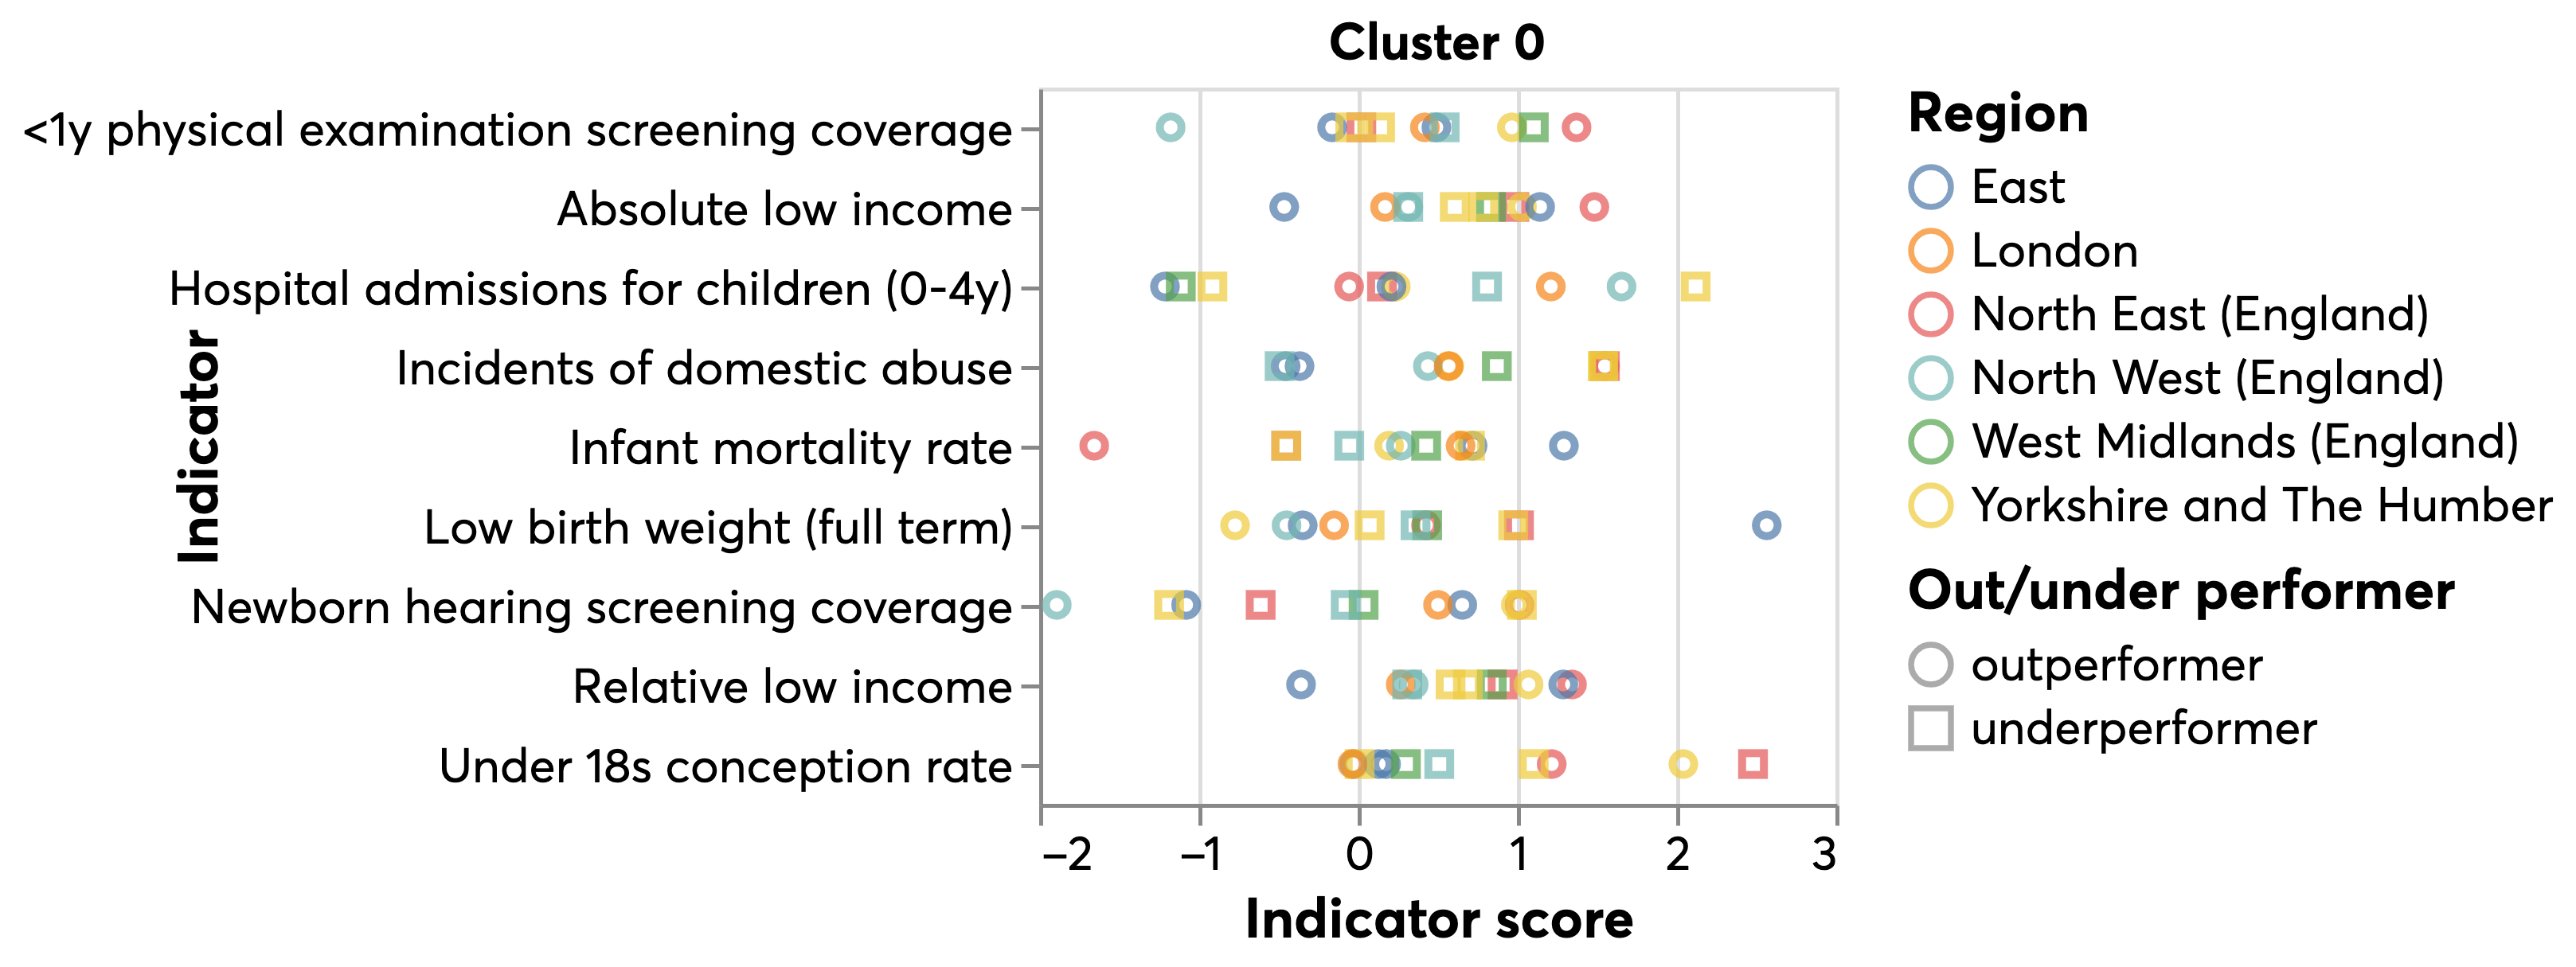 Cluster 0
<1y physical examination screening coverage
Absolute low income
Hospital admissions for children (0-4y)
Incidents of domestic abuse
Infant mortality rate
Low birth weight (full term)
Newborn hearing screening coverage
Relative low income
Under 18s conception rate
Indicator
−2 −1 0 1 2 3
Indicator score
Region
East
London
North East (England)
North West (England)
West Midlands (England)
Yorkshire and The Humber
Out/under performer
outperformer
underperformer